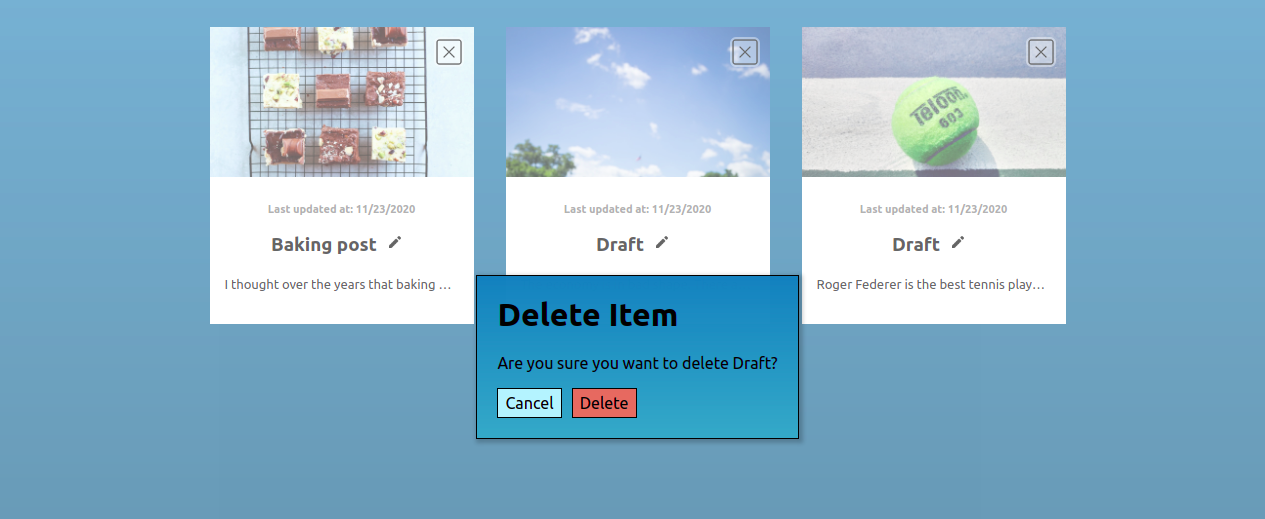 Teloon
603
Last updated at: 11/23/2020
Last updated at: 11/23/2020
Last updated at: 11/23/2020
Baking post
Draft
Draft
I thought over the years that baking …
Roger Federer is the best tennis play…
Delete Item
Are you sure you want to delete Draft?
Cancel
Delete